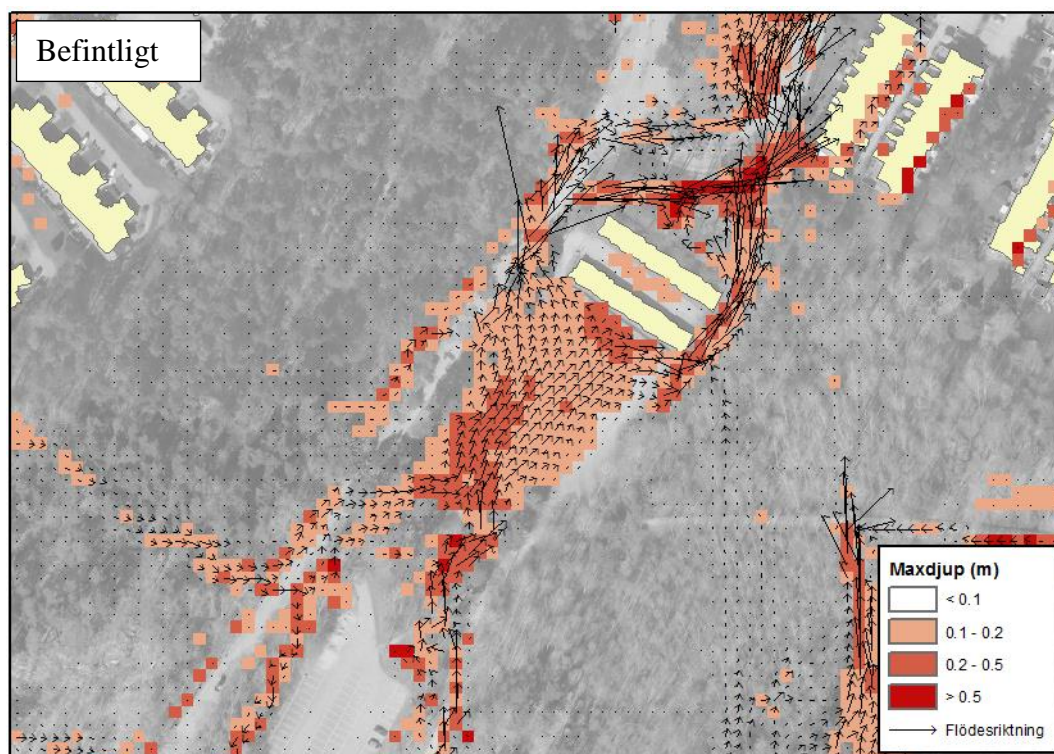 Befintligt
Maxdjup (m)
< 0.1
0.1 - 0.2
0.2 - 0.5
> 0.5
Flödesriktning